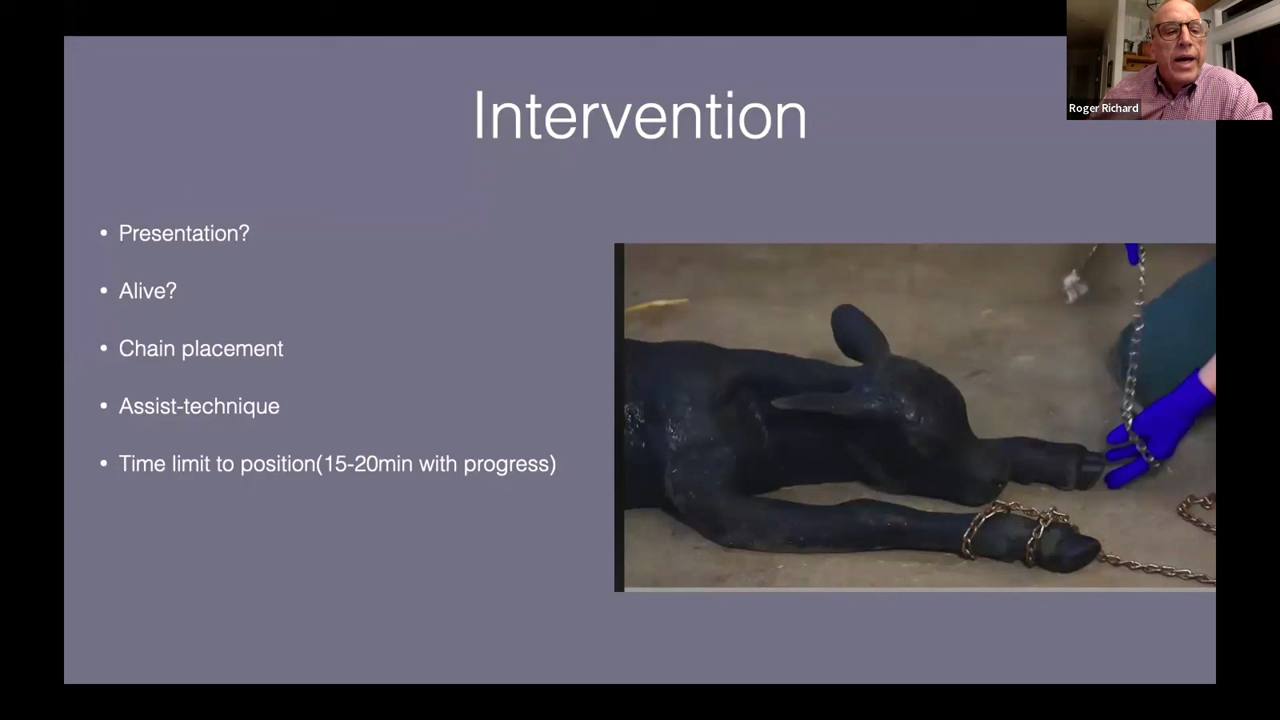 Intervention
Roger Richard
• Presentation?
• Alive?
• Chain placement
• Assist-technique
• Time limit to position(15-20min with progress)